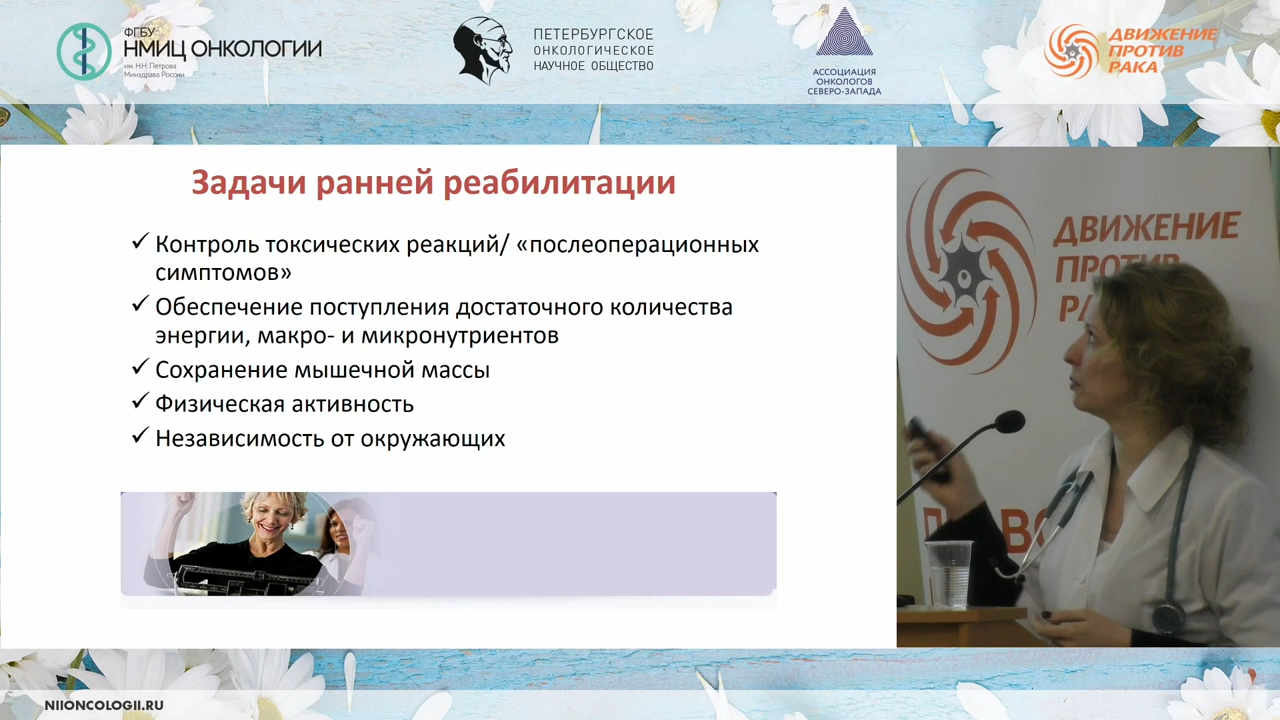 ФГБУ
НМИЦ ОНКОЛОГИИ
им. Н.Н. Петрова
Минздрава России
ПЕТЕРБУРГСКОЕ
ОНКОЛОГИЧЕСКОЕ
НАУЧНОЕ ОБЩЕСТВО
АССОЦИАЦИЯ
ОНКОЛОГОВ
СЕВЕРО-ЗАПАДА
ДВИЖЕНИЕ
ПРОТИВ
РАКА
Задачи ранней реабилитации
✓ Контроль токсических реакций/ «послеоперационных
симптомов»
✓ Обеспечение поступления достаточного количества
энергии, макро- и микронутриентов
✓ Сохранение мышечной массы
✓ Физическая активность
✓ Независимость от окружающих
ДВИЖЕНИЕ
ПРОТИВ
NIIONCOLOGII.RU